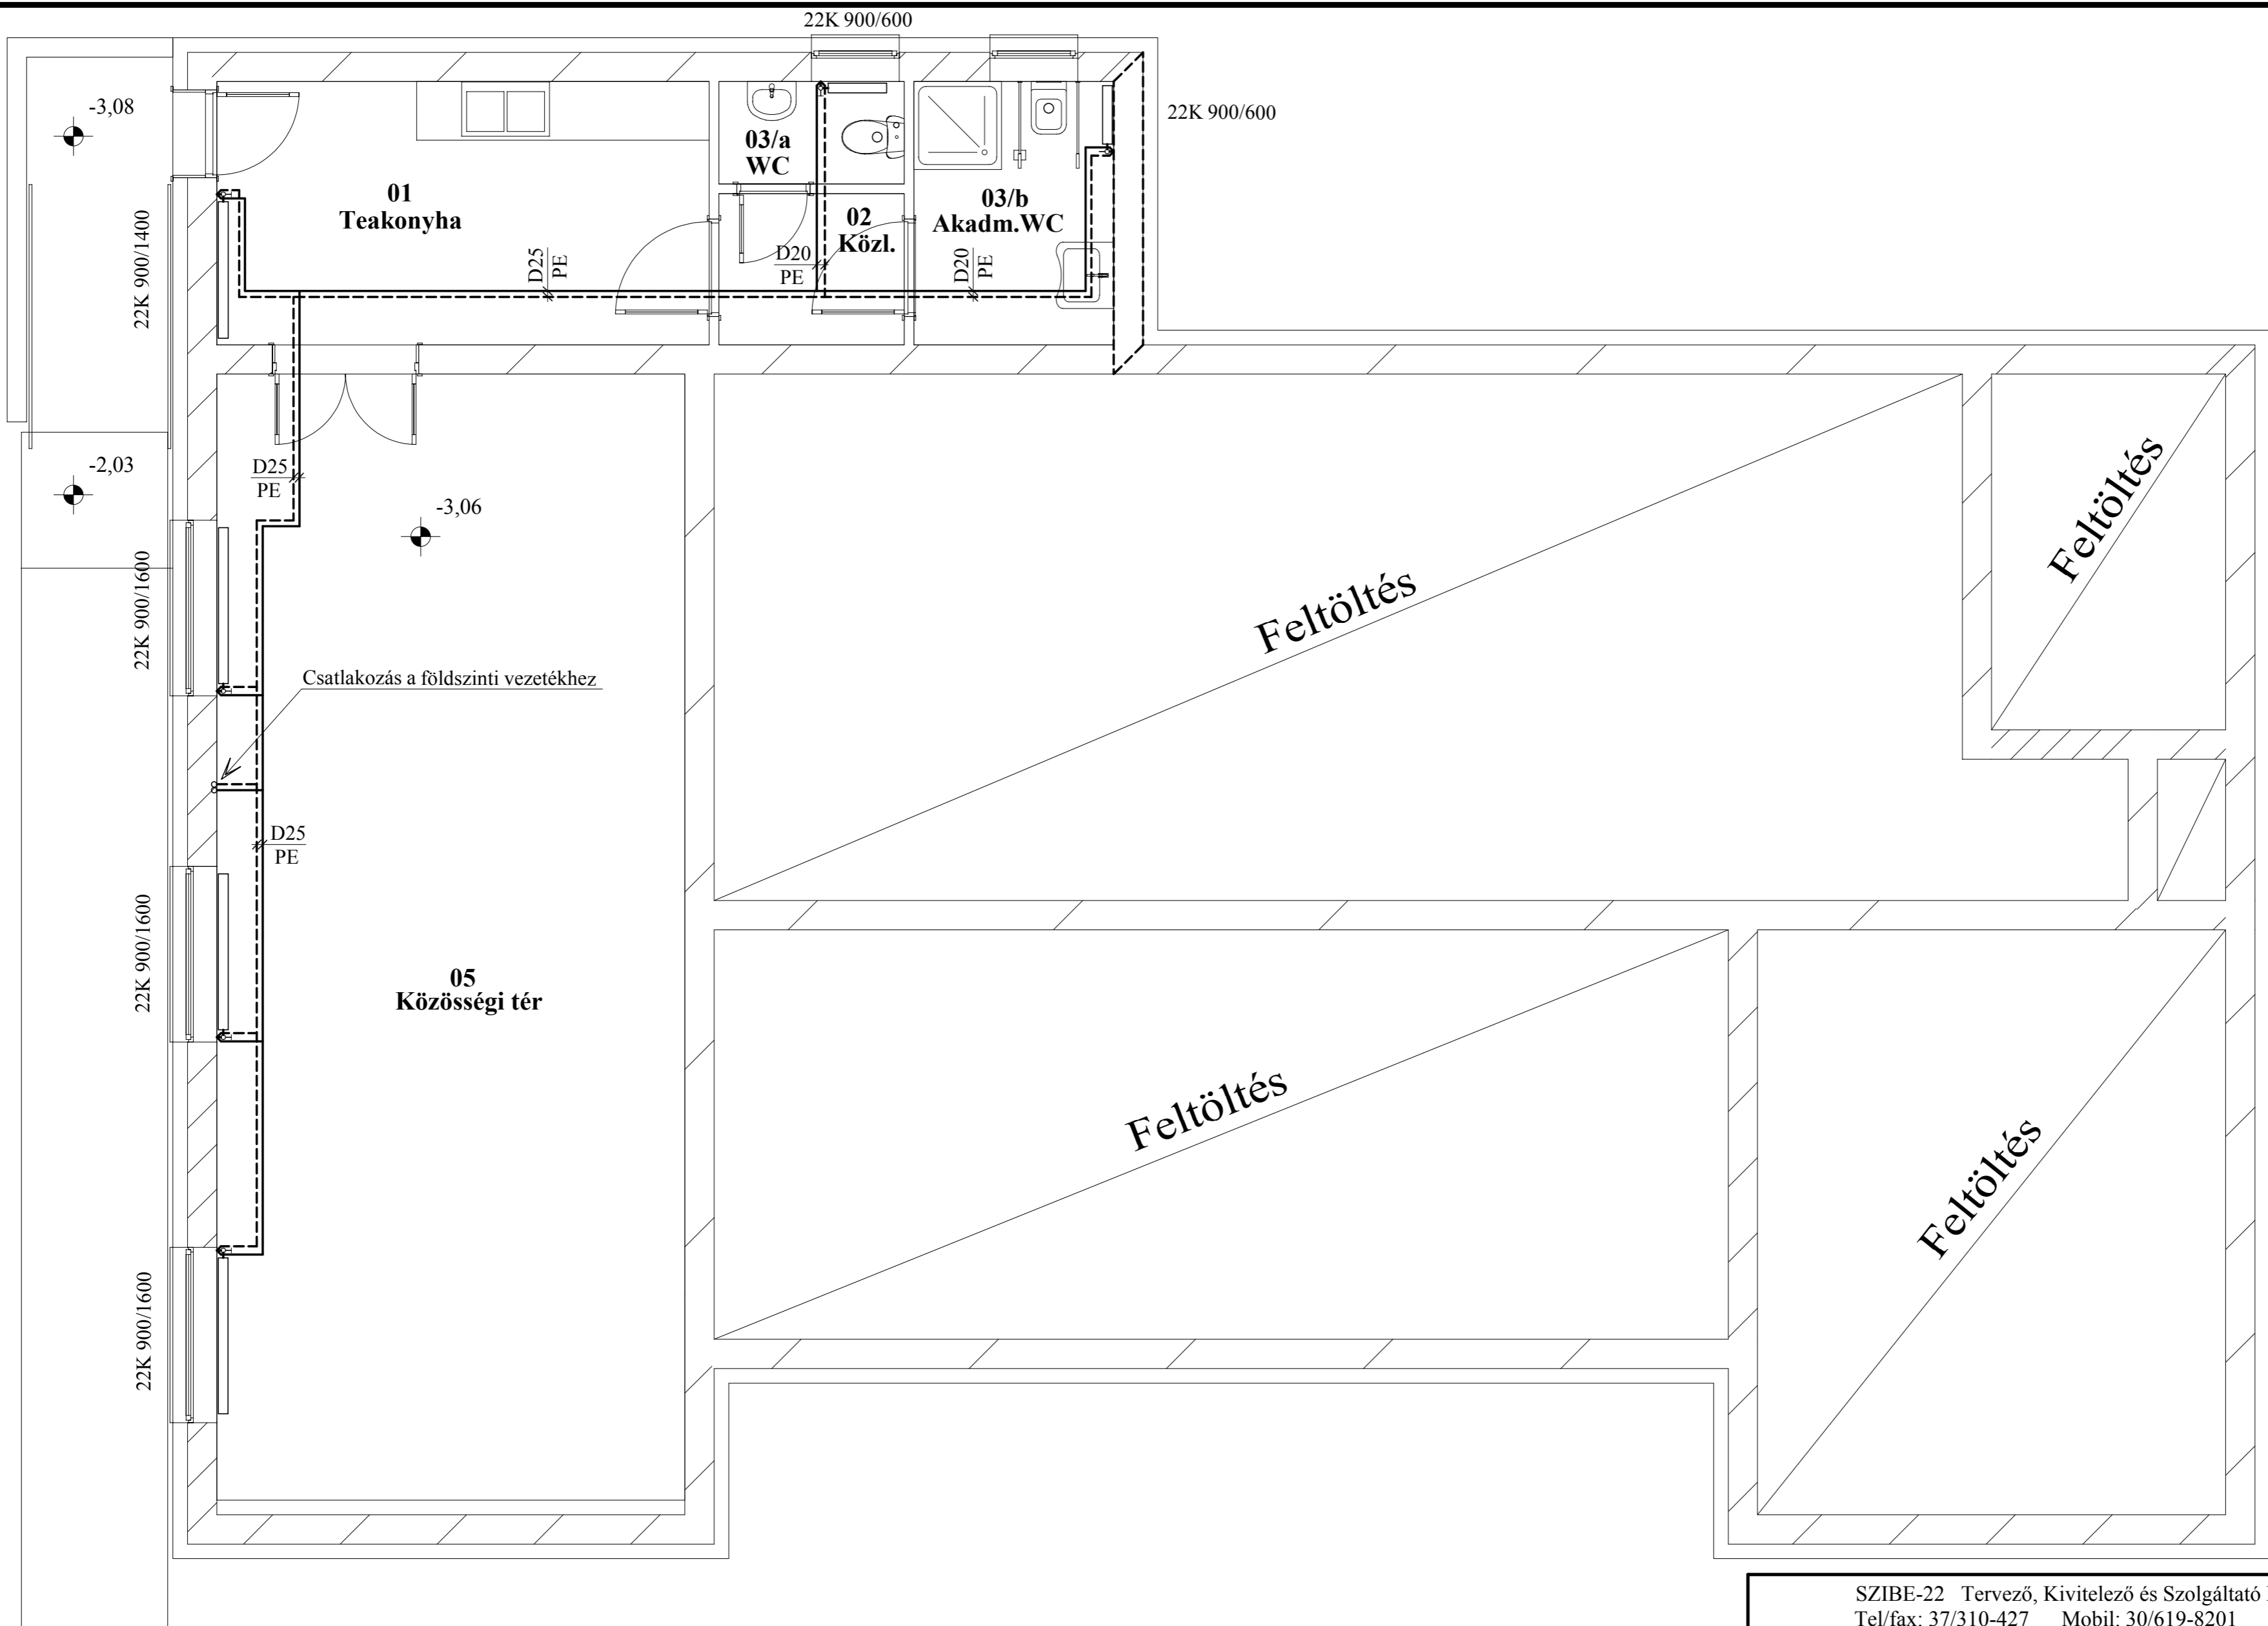 22K 900/600
-3,08
22K 900/600
03/a
WC
01
Teakonyha
03/b
Akadm.WC
02
Közl.
22K 900/1400
D25
PE
D20
PE
D20
PE
-2,03
D25
PE
-3,06
Feltöltés
Feltöltés
22K 900/1600
Csatlakozás a földszinti vezetékhez
D25
PE
22K 900/1600
05
Közösségi tér
Feltöltés
Feltöltés
22K 900/1600
SZIBE-22 Tervező, Kivitelező és Szolgáltató
Tel/fax: 37/310-427 Mobil: 30/619-8201